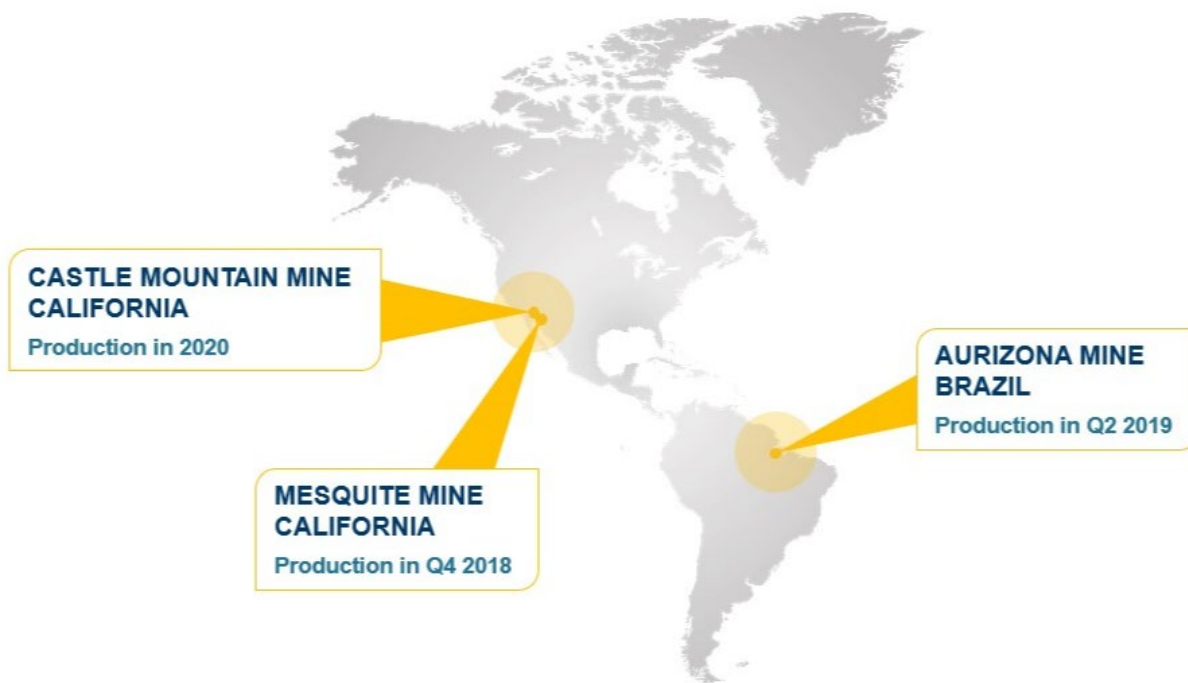 CASTLE MOUNTAIN MINE
CALIFORNIA
Production in 2020
MESQUITE MINE
CALIFORNIA
Production in Q4 2018
AURIZONA MINE
BRAZIL
Production in Q2 2019